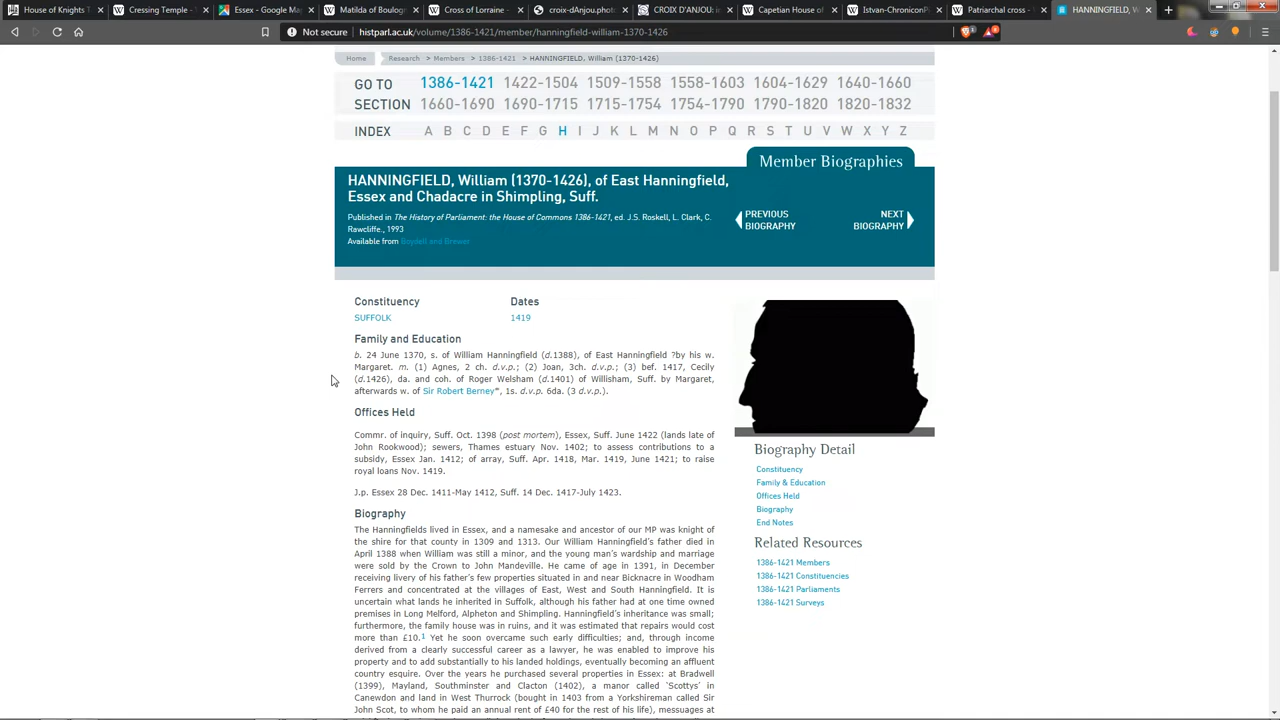 House of Knights T
Cressing Temple - \
Essex - Google Ma
Matilda of Boulog
Cross of Lorraine -
croix-dAnjou.photo
CROIX D'ANJOU:
Capetian House o
Istvan-ChroniconP
Patriarchal cross -
HANNINGFIELD, W
Not secure
histparl.ac.uk/volume/1386-1421/member/hanningfield-william-1370-1426
Home > Research > Members > 1386-1421 > HANNINGFIELD, William (1370-1426)
GO TO SECTION
1386-1421 1422-1504 1509-1558 1558-1603 1604-1629 1640-1660
1660-1690 1690-1715 1715-1754 1754-1790 1790-1820 1820-1832
INDEX A B C D E F G H I J K L M N O P Q R S T U V W X Y Z
Member Biographies
HANNINGFIELD, William (1370-1426), of East Hanningfield,
Essex and Chadacre in Shimpling, Suff.
Published in The History of Parliament: the House of Commons 1386-1421, ed. J.S. Roskell, L. Clark, C.
Rawcliffe., 1993
Available from Boydell and Brewer
PREVIOUS BIOGRAPHY
NEXT BIOGRAPHY
Constituency Dates
SUFFOLK 1419
Family and Education
b. 24 June 1370, s. of William Hanningfield (d.1388), of East Hanningfield ?by his w.
Margaret. m. (1) Agnes, 2 ch. d.v.p.; (2) Joan, 3ch. d.v.p.; (3) bef. 1417, Cecily
(d.1426), da. and coh. of Roger Welsham (d.1401) of Willisham, Suff. by Margaret,
afterwards w. of Sir Robert Berney*, 1s. d.v.p. 6da. (3 d.v.p.).
Offices Held
Commr. of inquiry, Suff. Oct. 1398 (post mortem), Essex, Suff. June 1422 (lands late of
John Rookwood); sewers, Thames estuary Nov. 1402; to assess contributions to a
subsidy, Essex Jan. 1412; of array, Suff. Apr. 1418, Mar. 1419, June 1421; to raise
royal loans Nov. 1419.
J.p. Essex 28 Dec. 1411-May 1412, Suff. 14 Dec. 1417-July 1423.
Biography
The Hanningfields lived in Essex, and a namesake and ancestor of our MP was knight of
the shire for that county in 1309 and 1313. Our William Hanningfield's father died in
April 1388 when William was still a minor, and the young man's wardship and marriage
were sold by the Crown to John Mandeville. He came of age in 1391, in December
receiving livery of his father's few properties situated in and near Bicknacre in Woodham
Ferrers and concentrated at the villages of East, West and South Hanningfield. It is
uncertain what lands he inherited in Suffolk, although his father had at one time owned
premises in Long Melford, Alpheton and Shimpling. Hanningfield's inheritance was small;
furthermore, the family house was in ruins, and it was estimated that repairs would cost
more than £10.1 Yet he soon overcame such early difficulties; and, through income
derived from a clearly successful career as a lawyer, he was enabled to improve his
property and to add substantially to his landed holdings, eventually becoming an affluent
country esquire. Over the years he purchased several properties in Essex: at Bradwell
(1399), Mayland, Southminster and Clacton (1402), a manor called 'Scottys' in
Canewdon and land in West Thurrock (bought in 1403 from a Yorkshireman called Sir
John Scot, to whom he paid an annual rent of £40 for the rest of his life), messuages at
Biography Detail
Constituency
Family & Education
Offices Held
Biography
End Notes
Related Resources
1386-1421 Members
1386-1421 Constituencies
1386-1421 Parliaments
1386-1421 Surveys